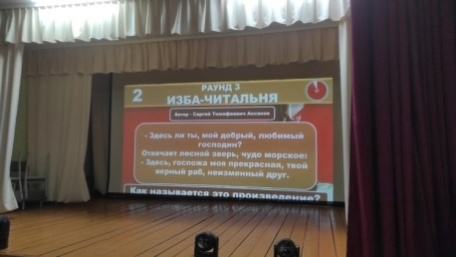 2
РАУНД 3
ИЗБА-ЧИТАЛЬНЯ
Автор - Сергей Тимофеевич Аксаков
- Здесь ли ты, мой добрый, любимый
господин?
Отвечает лесной зверь, чудо морское:
- Здесь, госпожа моя прекрасная, твой
верный раб, неизменный друг.
Как называется это произведение?